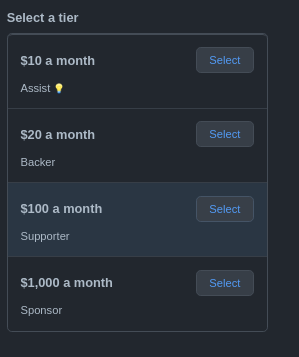 Select a tier
$10 a month
Select
Assist 💡
$20 a month
Select
Backer
$100 a month
Select
Supporter
$1,000 a month
Select
Sponsor